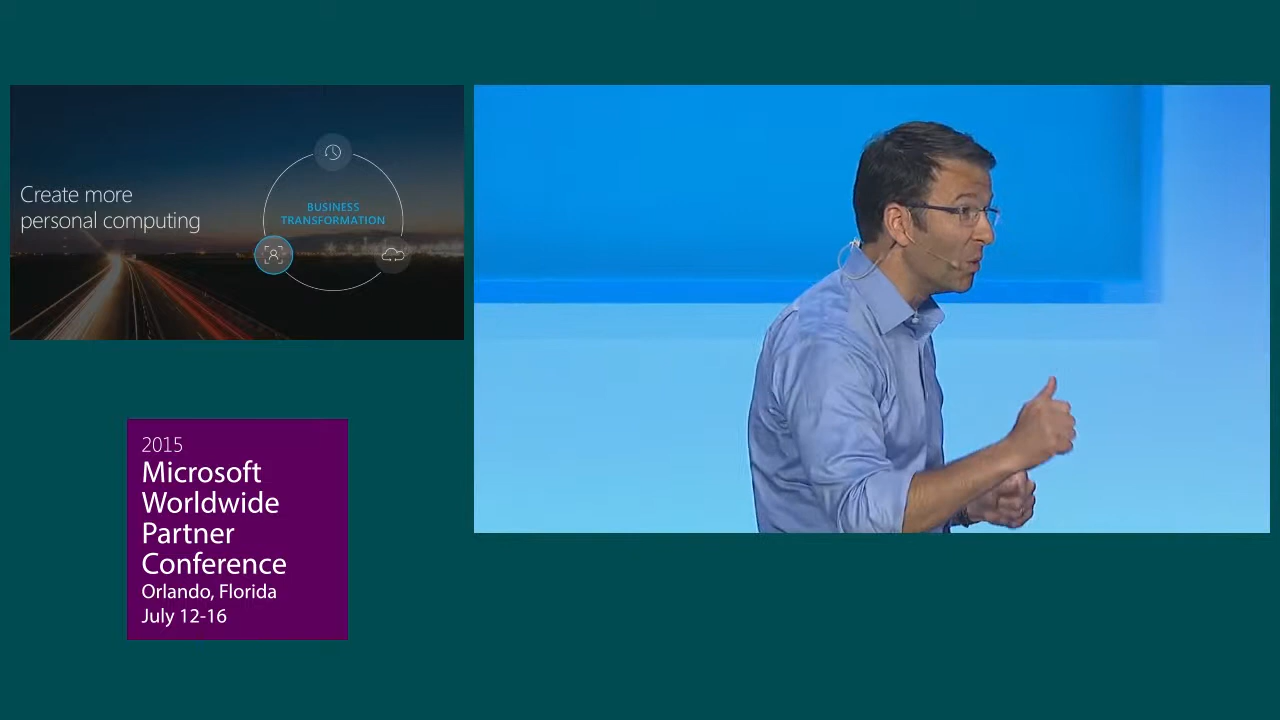 Create more
personal computing
BUSINESS
TRANSFORMATION
2015
Microsoft
Worldwide
Partner
Conference
Orlando, Florida
July 12-16